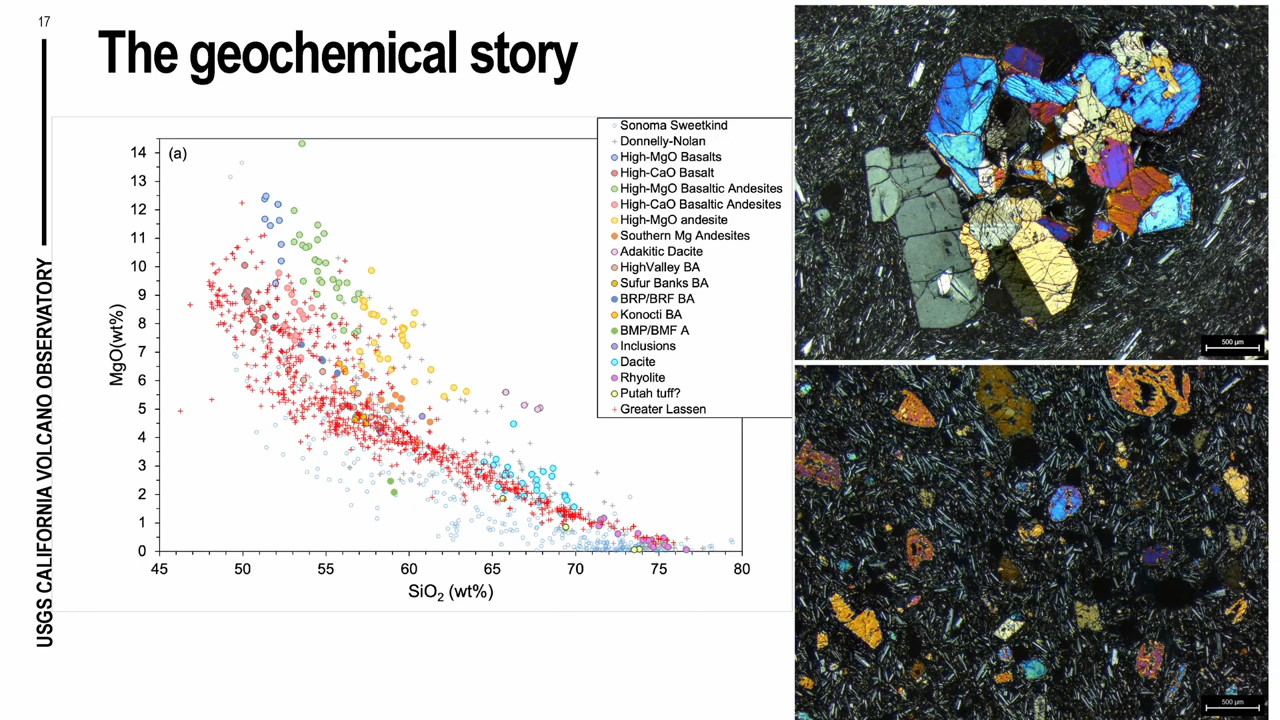 17
The geochemical story
USGS CALIFORNIA VOLCANO OBSERVATORY
(a)
MgO(wt%)
14
13
12
11
10
9
8
7
6
5
4
3
2
1
0
45 50 55 60 65 70 75 80
SiO2 (wt%)
Sonoma Sweetkind
Donnelly-Nolan
High-MgO Basalts
High-CaO Basalt
High-MgO Basaltic Andesites
High-CaO Basaltic Andesites
High-MgO andesite
Southern Mg Andesites
Adakitic Dacite
HighValley BA
Sufur Banks BA
BRP/BRF BA
Konocti BA
BMP/BMF A
Inclusions
Dacite
Rhyolite
Putah tuff?
Greater Lassen
500 µm
500 µm